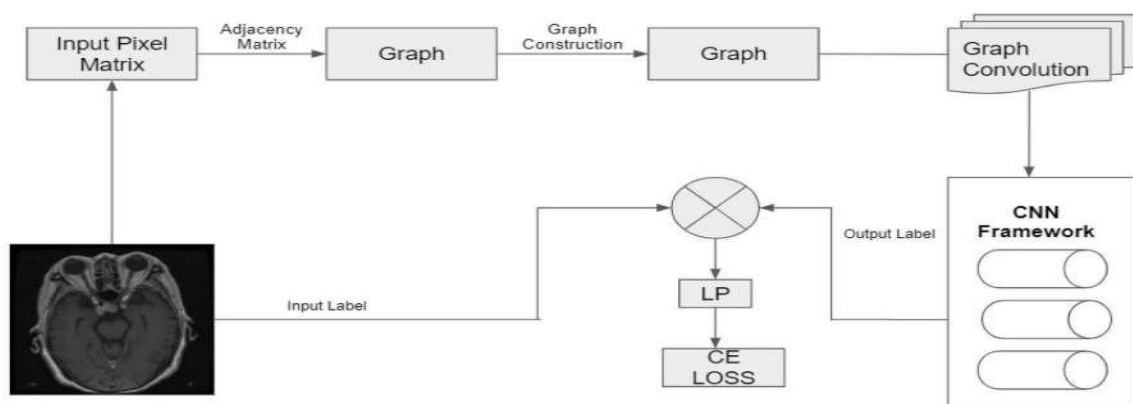 Input Pixel
Matrix
Adjacency
Matrix
Graph
Graph
Construction
Graph
Graph
Convolution
CNN
Framework
Output Label
Input Label
LP
CE
LOSS